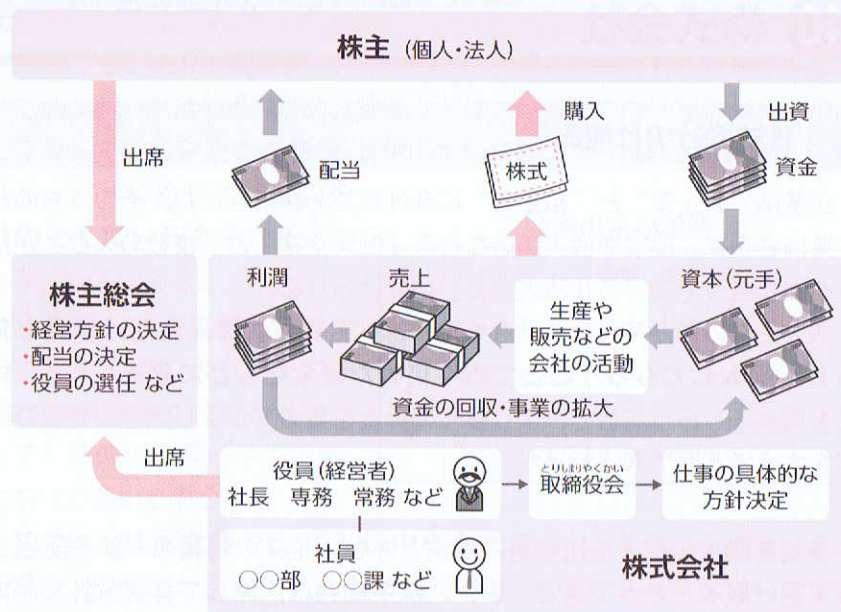 株主（個人・法人）
出席
配当
購入
株式
出資
資金
株主総会
・経営方針の決定
・配当の決定
・役員の選任 など
利潤
売上
生産や
販売などの
会社の活動
資本（元手）
資金の回収・事業の拡大
出席
役員（経営者）
社長　専務　常務 など
とりしまりやくかい
取締役会
仕事の具体的な
方針決定
社員
○○部　○○課 など
株式会社